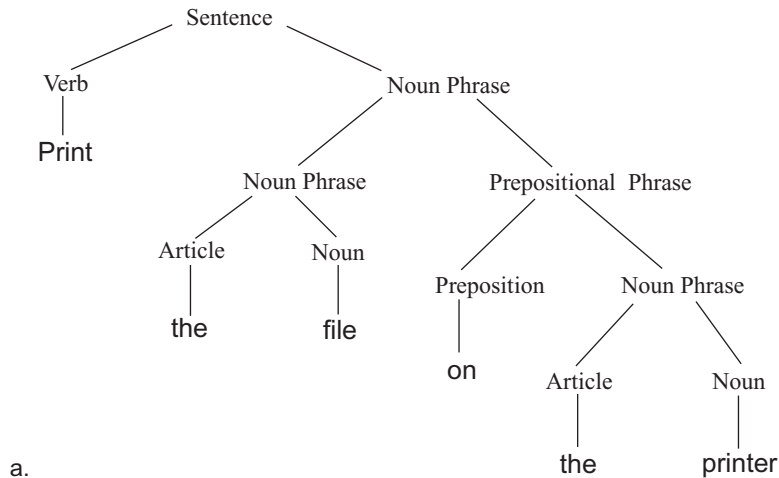 Sentence
Verb
Noun Phrase
Print
Noun Phrase
Prepositional Phrase
Article
Noun
Preposition
Noun Phrase
the
file
on
Article
Noun
a.
the
printer